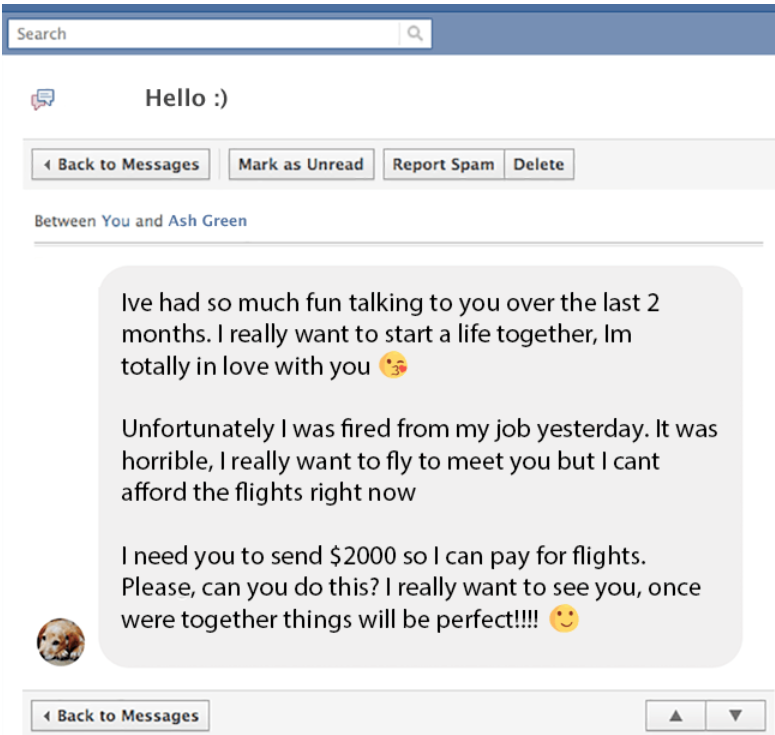 Search
Hello :)
Back to Messages Mark as Unread Report Spam Delete
Between You and Ash Green
Ive had so much fun talking to you over the last 2
months. I really want to start a life together, Im
totally in love with you 😘
Unfortunately I was fired from my job yesterday. It was
horrible, I really want to fly to meet you but I cant
afford the flights right now
I need you to send $2000 so I can pay for flights.
Please, can you do this? I really want to see you, once
were together things will be perfect!!!! 🙂
Back to Messages